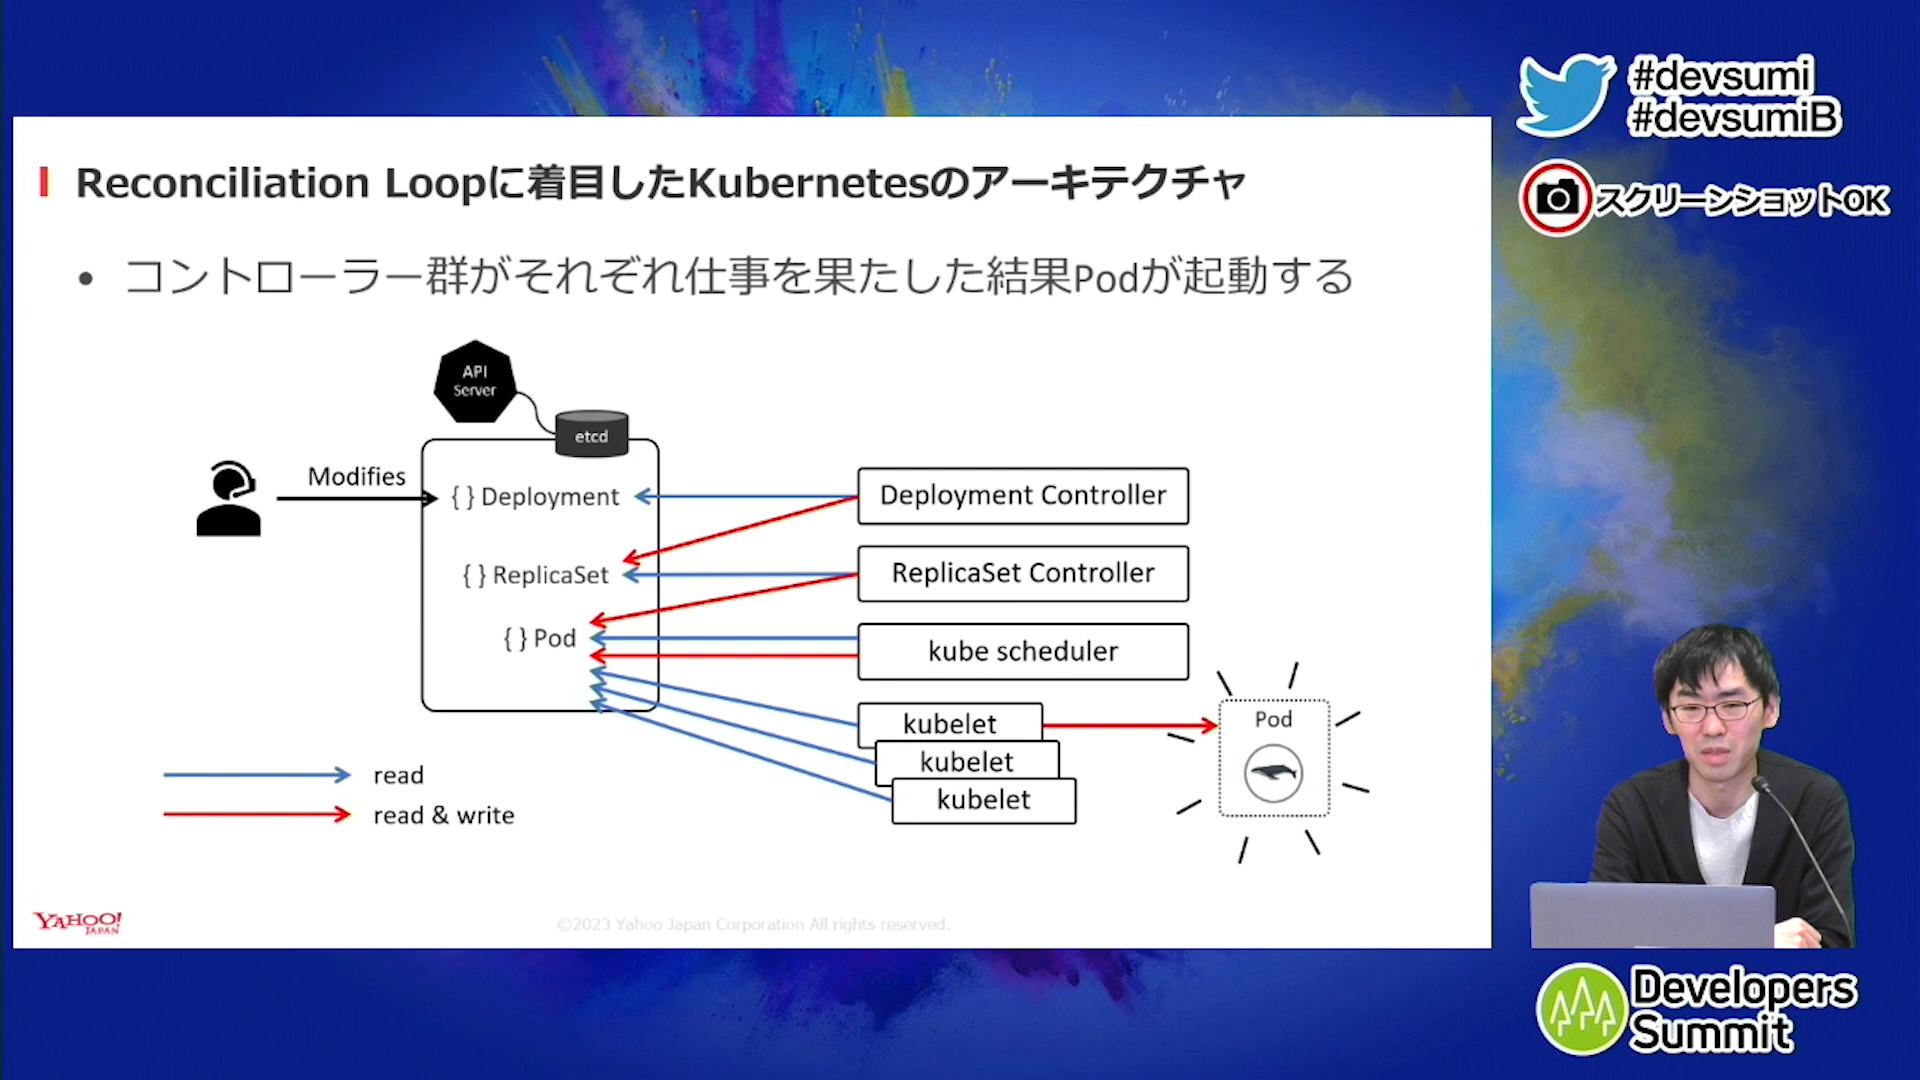 #devsumi
#devsumiB
スクリーンショットOK
Reconciliation Loopに着目したKubernetesのアーキテクチャ
• コントローラー群がそれぞれ仕事を果たした結果Podが起動する
API
Server
etcd
Modifies
{ } Deployment
{ } ReplicaSet
{ } Pod
Deployment Controller
ReplicaSet Controller
kube scheduler
kubelet
kubelet
kubelet
Pod
read
read & write
YAHOO!
JAPAN
©2023 Yahoo Japan Corporation All rights reserved.
Developers
Summit